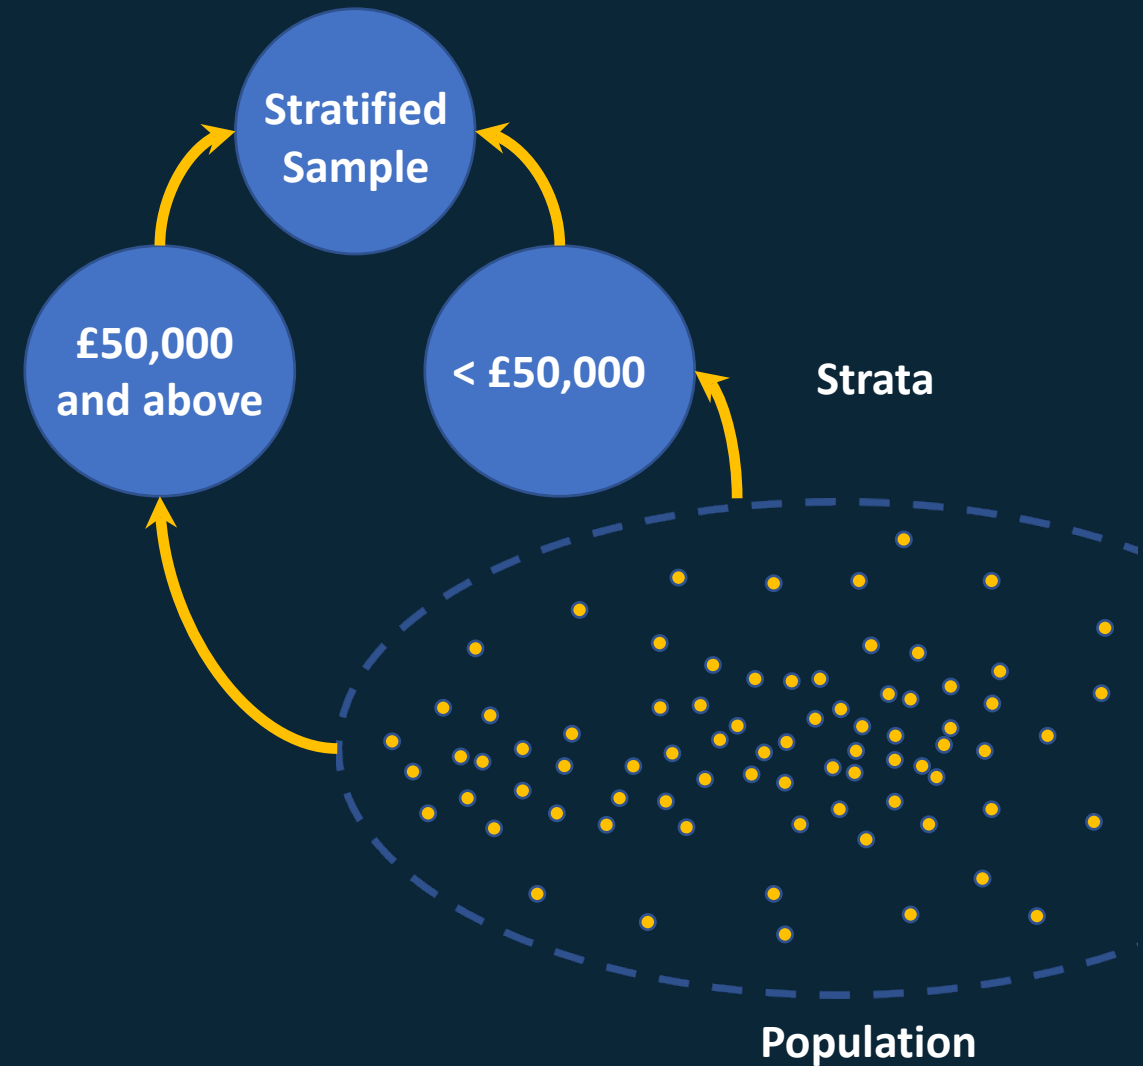 Stratified
Sample
£50,000
and above
< £50,000
Strata
Population